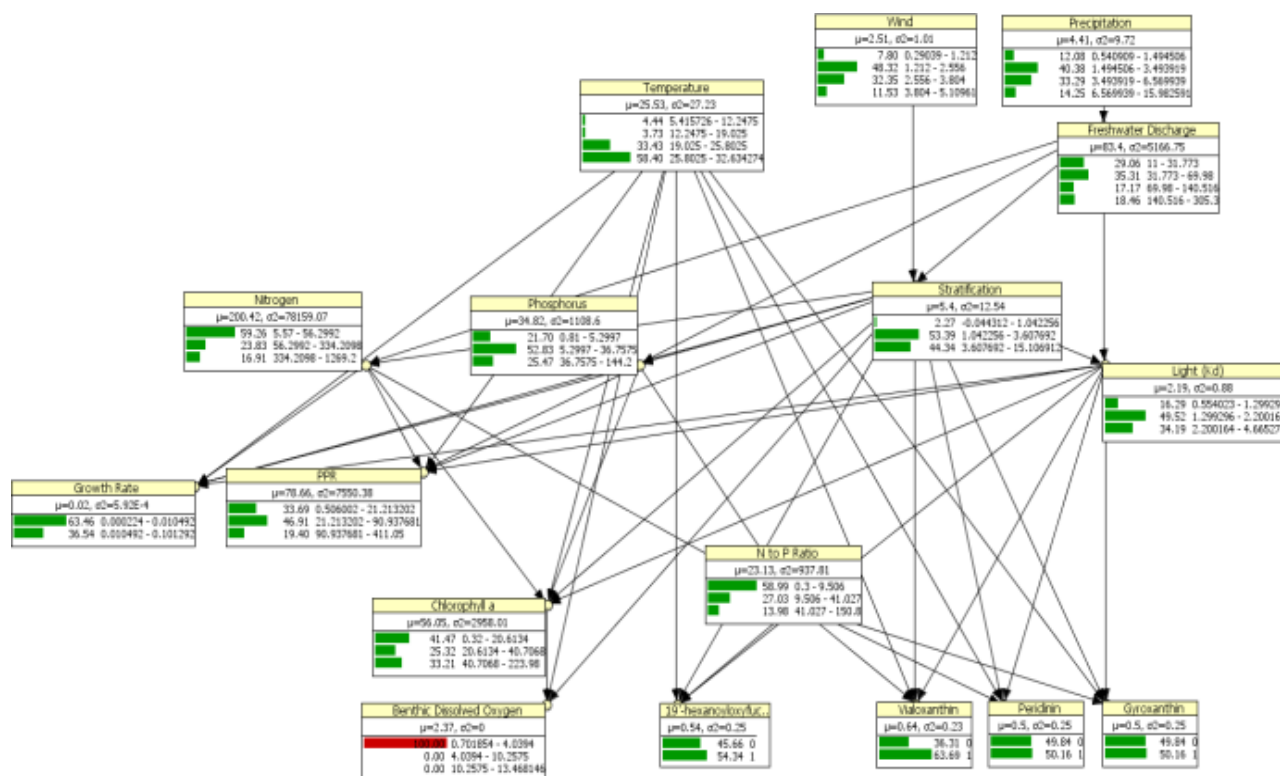 Wind
μ=2.51, σ2=1.01
7.80 0.29039 - 1.212
48.32 1.212 - 2.556
32.35 2.556 - 3.804
11.53 3.804 - 5.10961
Precipitation
μ=4.41, σ2=9.72
12.08 0.540909 - 1.494506
40.38 1.494506 - 3.493919
33.29 3.493919 - 6.569939
14.25 6.569939 - 15.982591
Temperature
μ=25.53, σ2=27.23
4.44 5.415726 - 12.2475
3.73 12.2475 - 19.025
33.43 19.025 - 25.8025
58.40 25.8025 - 32.634274
Freshwater Discharge
μ=83.4, σ2=5166.75
29.06 11 - 31.773
35.31 31.773 - 69.98
17.17 69.98 - 140.516
18.46 140.516 - 305.3
Nitrogen
μ=200.42, σ2=78159.07
59.26 5.57 - 56.2992
23.83 56.2992 - 334.2098
16.91 334.2098 - 1269.2
Phosphorus
μ=34.82, σ2=1108.6
21.70 0.81 - 5.2997
52.83 5.2997 - 36.7575
25.47 36.7575 - 144.2
Stratification
μ=5.4, σ2=12.54
2.27 -0.044312 - 1.042256
53.39 1.042256 - 3.607692
44.34 3.607692 - 15.106912
Light (Kd)
μ=2.19, σ2=0.88
16.29 0.554023 - 1.29929
49.52 1.299296 - 2.20016
34.19 2.200164 - 4.66527
Growth Rate
μ=0.02, σ2=5.92E-4
63.46 0.000224 - 0.010492
36.54 0.010492 - 0.101292
PPR
μ=78.66, σ2=7550.38
33.69 0.506002 - 21.213202
46.91 21.213202 - 90.937681
19.40 90.937681 - 411.05
N to P Ratio
μ=23.13, σ2=937.81
58.99 0.3 - 9.506
27.03 9.506 - 41.027
13.98 41.027 - 150.8
Chlorophyll a
μ=56.05, σ2=2958.01
41.47 0.32 - 20.6134
25.32 20.6134 - 40.7068
33.21 40.7068 - 223.98
Benthic Dissolved Oxygen
μ=2.37, σ2=0
100.00 0.701854 - 4.0394
0.00 4.0394 - 10.2575
0.00 10.2575 - 13.468146
19'-hexanoyloxyfuc...
μ=0.54, σ2=0.25
45.66 0
54.34 1
Vialoxanthin
μ=0.64, σ2=0.23
36.31 0
63.69 1
Peridinin
μ=0.5, σ2=0.25
49.84 0
50.16 1
Gyroxanthin
μ=0.5, σ2=0.25
49.84 0
50.16 1